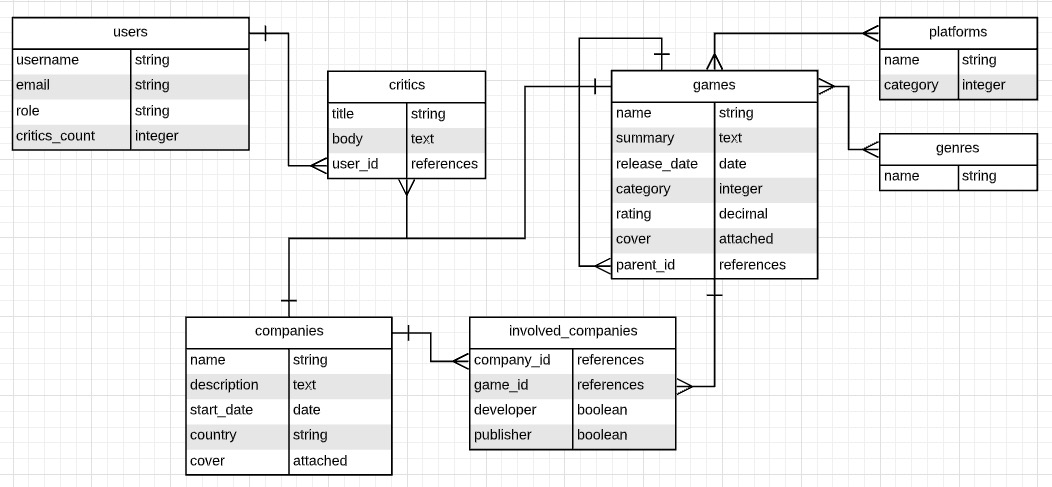 users
username string
email string
role string
critics_count integer
critics
title string
body text
user_id references
games
name string
summary text
release_date date
category integer
rating decimal
cover attached
parent_id references
platforms
name string
category integer
genres
name string
companies
name string
description text
start_date date
country string
cover attached
involved_companies
company_id references
game_id references
developer boolean
publisher boolean